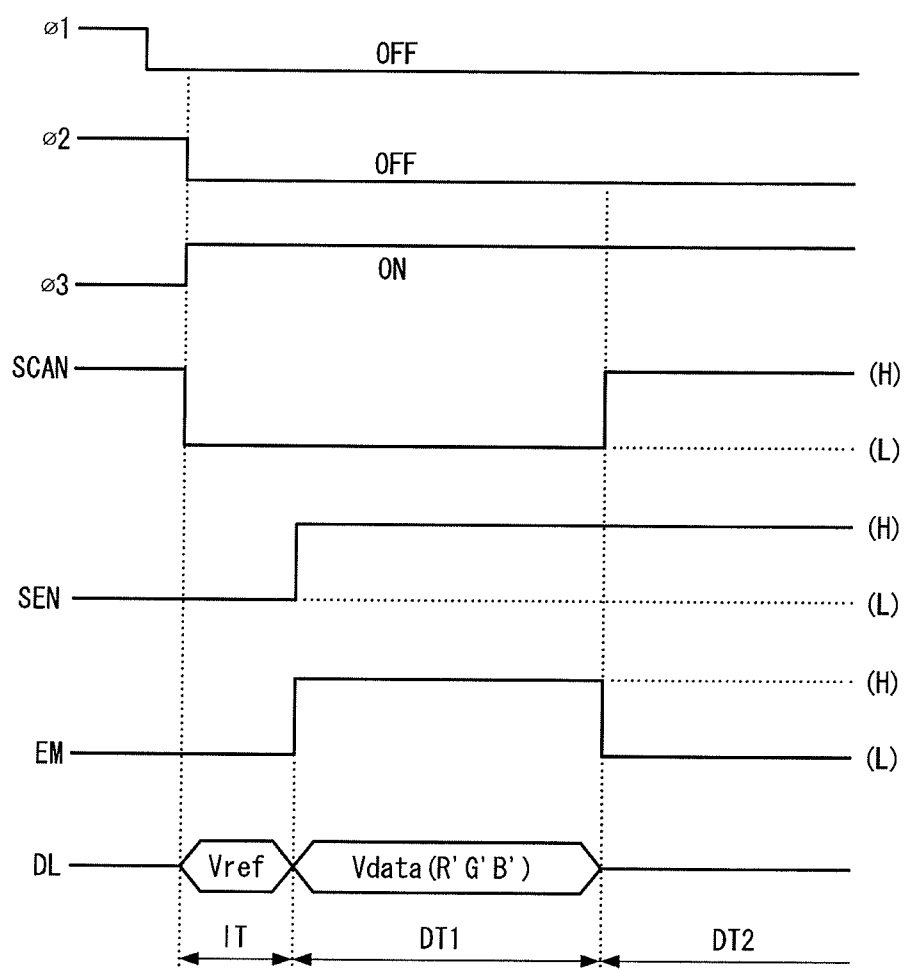 ø1
OFF
ø2
OFF
ø3
ON
SCAN
(H)
(L)
SEN
(H)
(L)
EM
(H)
(L)
DL
Vref
Vdata(R'G'B')
IT
DT1
DT2